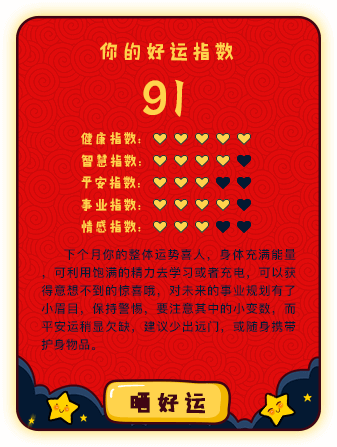 你的好运指数
91
健康指数:
智慧指数:
平安指数:
事业指数:
情感指数:
下个月你的整体运势喜人，身体充满能量
，可利用饱满的精力去学习或者充电，可以获
得意想不到的惊喜哦，对未来的事业规划有了
小眉目，保持警惕，要注意其中的小变数，而
平安运稍显欠缺，建议少出远门，或随身携带
护身物品。
晒好运